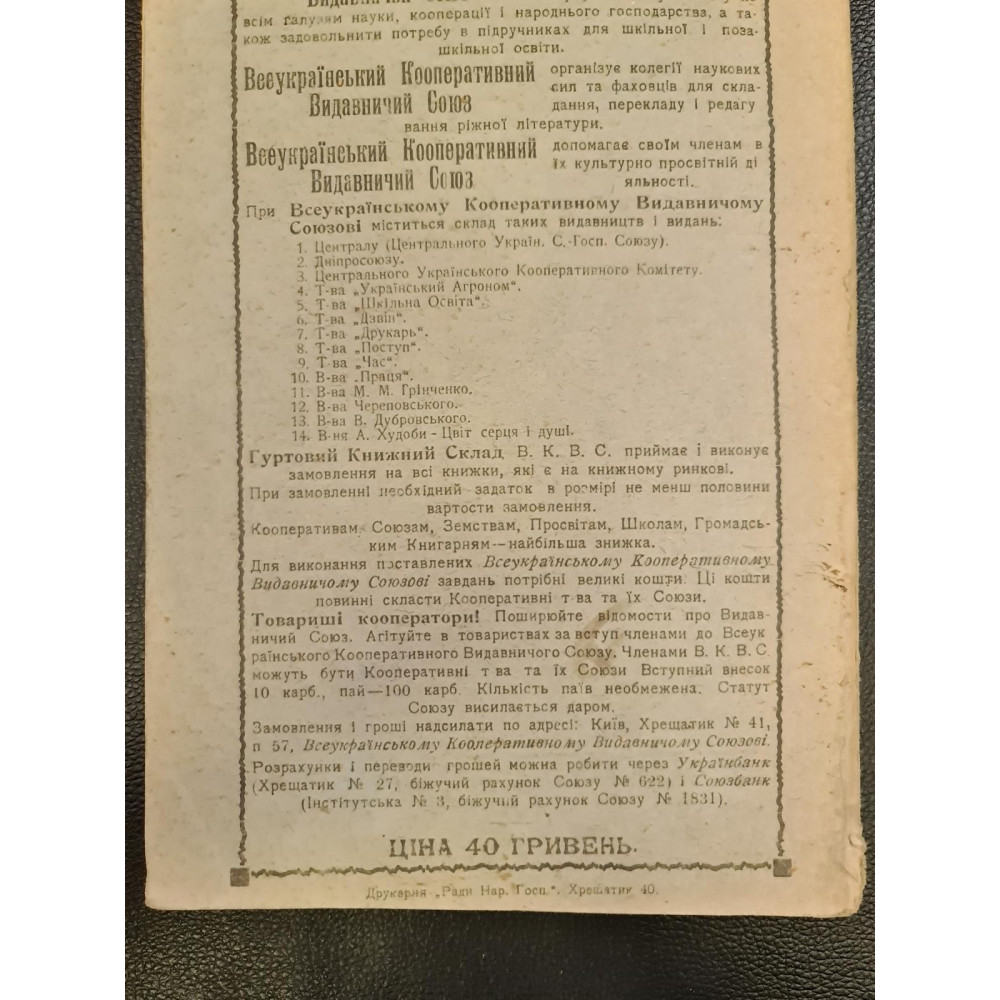 всім галузям науки, кооперації і народнього господарства, а та-
кож задовольнити потребу в підручниках для шкільної і поза-
шкільної освіти.
Всеукраїнський Кооперативний Видавничий Союз
організує колегії наукових
сил та фаховців для скла-
дання, перекладу і редагу
вання ріжної літератури.
Всеукраїнський Кооперативний Видавничий Союз
допомагає своїм членам в
їх культурно просвітній ді
яльності.
При Всеукраїнському Кооперативному Видавничому
Союзові міститься склад таких видавництв і видань:
1. Централу (Центрального Україн. С.-Госп. Союзу).
2. Дніпросоюзу.
3. Центрального Українського Кооперативного Комітету.
4. Т-ва „Український Агроном".
5. Т-ва „Шкільна Освіта".
6. Т-ва „Дзвін".
7. Т-ва „Друкарь".
8. Т-ва „Поступ".
9. Т-ва „Час".
10. В-ва „Праця".
11. В-ва М. М. Грінченко.
12. В-ва Череповського.
13. В-ва В. Дубровського.
14. В-ня А. Худоби - Цвіт серця і душі.
Гуртовий Книжний Склад В. К. В. С. приймає і виконує
замовлення на всі книжки, які є на книжному ринкові.
При замовленні необхідний задаток в розмірі не менш половини
вартости замовлення.
Кооперативам, Союзам, Земствам, Просвітам, Школам, Громадсь-
ким Книгарням—найбільша знижка.
Для виконання поставлених Всеукраїнському Кооперативному
Видавничому Союзові завдань потрібні великі кошти. Ці кошти
повинні скласти Кооперативні т ва та їх Союзи.
Товариші кооператори! Поширюйте відомости про Видав-
ничий Союз. Агітуйте в товариствах за вступ членами до Всеук
раїнського Кооперативного Видавничого Союзу. Членами В. К. В. С.
можуть бути Кооперативні т ва та їх Союзи Вступний внесок
10 карб., пай—100 карб. Кількість паїв необмежена. Статут
Союзу висилається даром.
Замовлення і гроші надсилати по адресі: Київ, Хрещатик № 41,
п 57, Всеукраїнському Кооперативному Видавничому Союзові.
Розрахунки і переводи грошей можна робити через Українбанк
(Хрещатик № 27, біжучий рахунок Союзу № 622) і Союзбанк
(Інститутська № 3, біжучий рахунок Союзу № 1831).
ЦІНА 40 ГРИВЕНЬ.
Друкарня „Ради Нар. Госп.". Хрещатик 40.